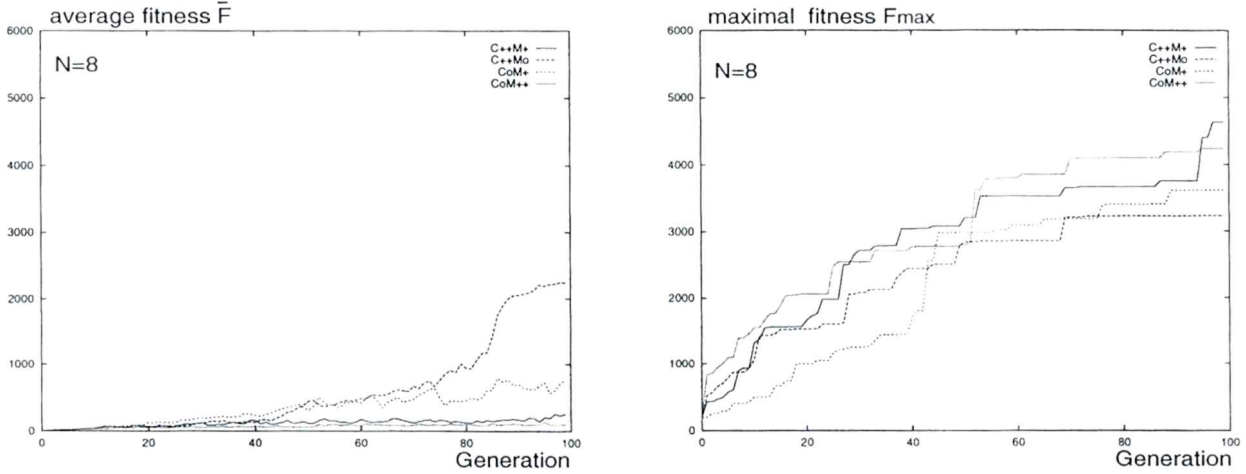 average fitness F̄
6000
5000
4000
3000
2000
1000
0
N=8
C++M+
C++Mo
CoM+
CoM++
0 20 40 60 80 100
Generation
maximal fitness Fmax
6000
5000
4000
3000
2000
1000
0
N=8
C++M+
C++Mo
CoM+
CoM++
0 20 40 60 80 100
Generation